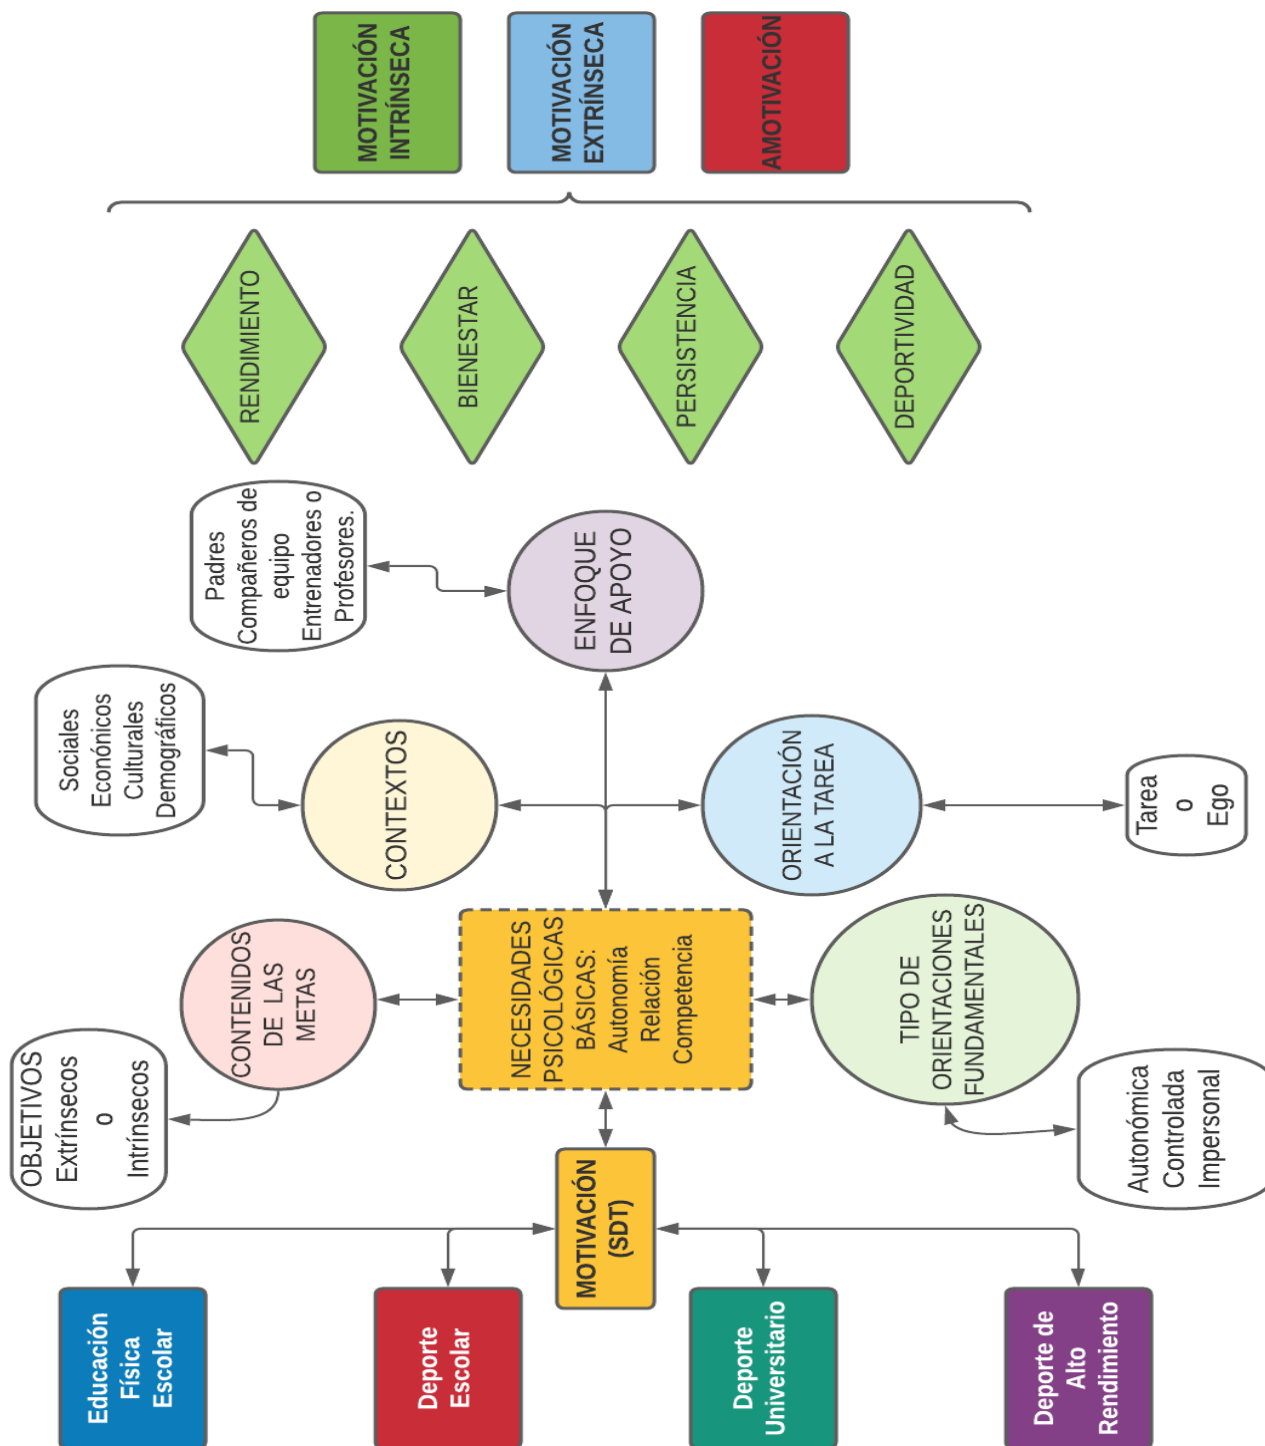 Educación
Física
Escolar
Deporte
Escolar
Deporte
Universitario
Deporte de
Alto
Rendimiento
MOTIVACIÓN
(SDT)
OBJETIVOS
Extrínsecos
o
Intrínsecos
CONTENIDOS
DE LAS
METAS
NECESIDADES
PSICOLÓGICAS
BÁSICAS:
Autonomía
Relación
Competencia
TIPO DE
ORIENTACIONES
FUNDAMENTALES
Autonómica
Controlada
Impersonal
Sociales
Econónicos
Culturales
Demográficos
CONTEXTOS
ORIENTACIÓN
A LA TAREA
Tarea
o
Ego
Padres
Compañeros de
equipo
Entrenadores o
Profesores.
ENFOQUE
DE APOYO
RENDIMIENTO
BIENESTAR
PERSISTENCIA
DEPORTIVIDAD
MOTIVACIÓN
INTRÍNSECA
MOTIVACIÓN
EXTRÍNSECA
AMOTIVACIÓN